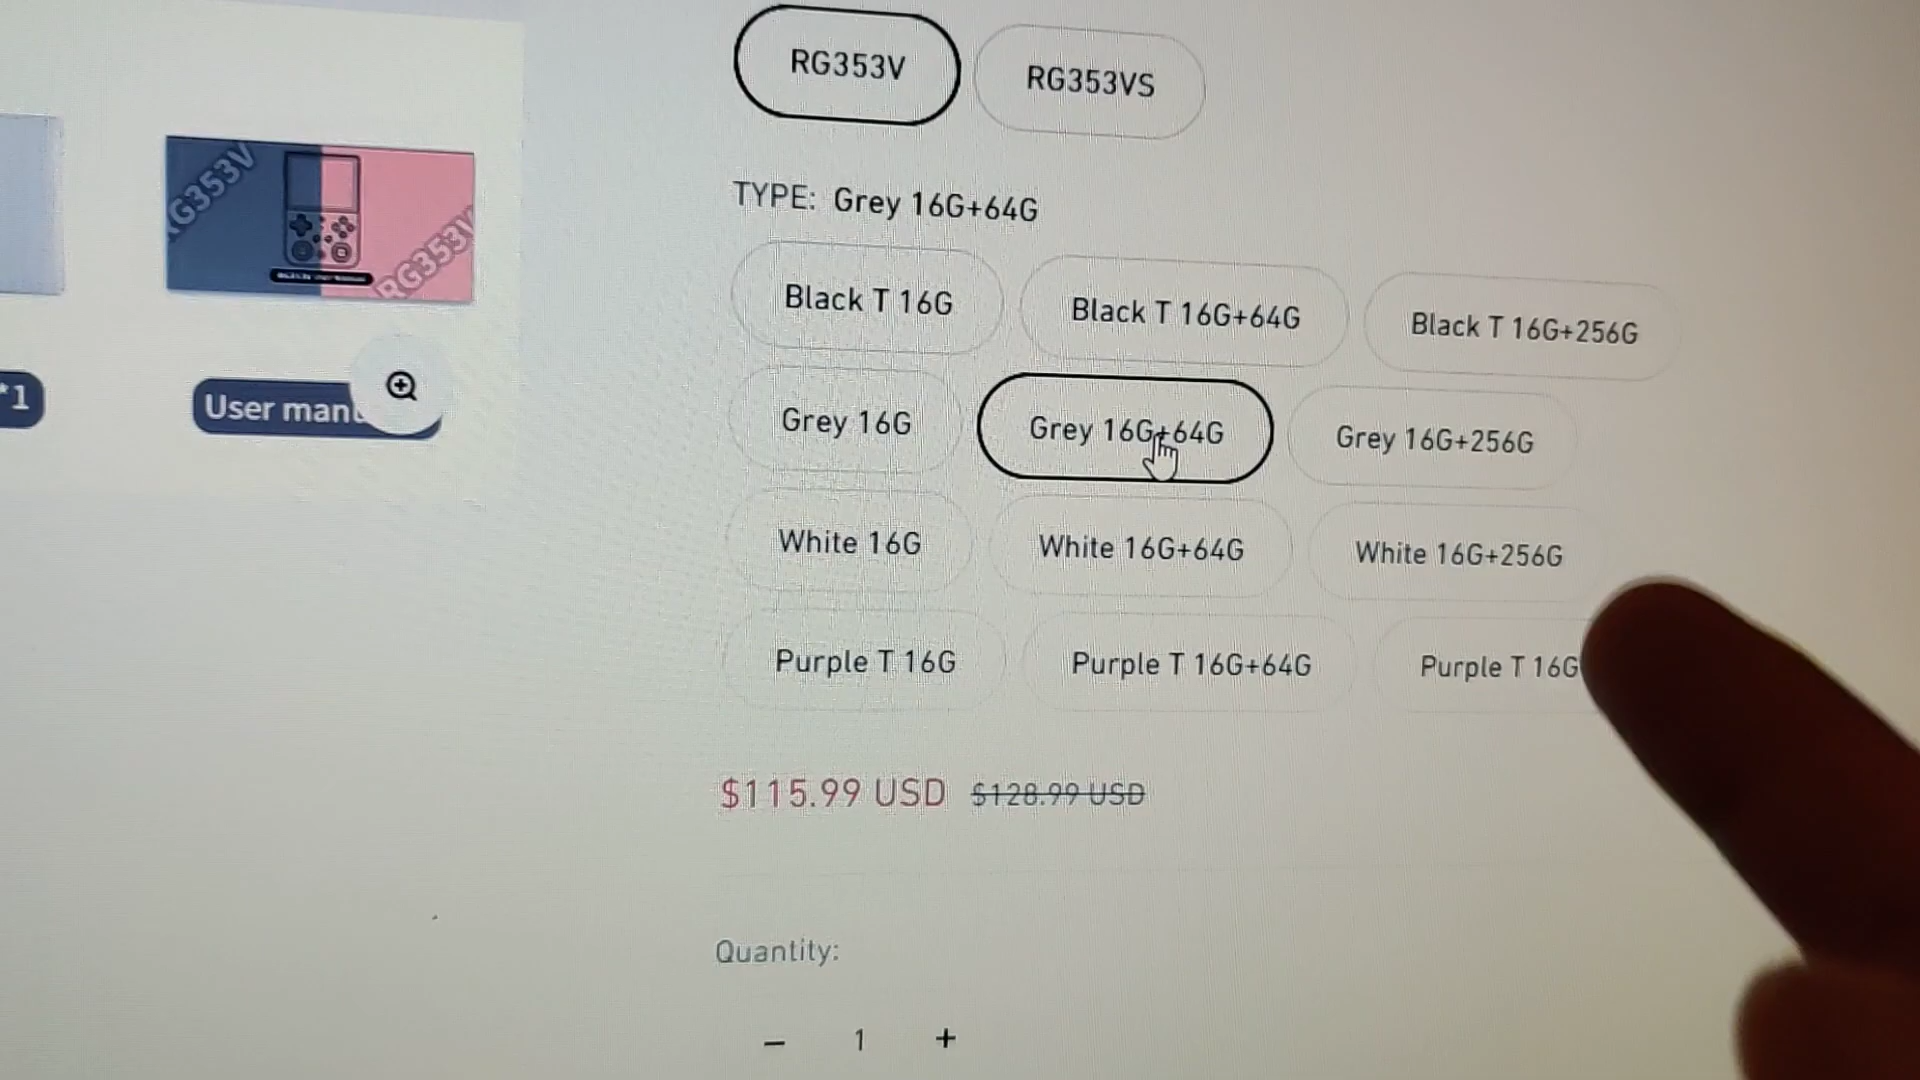 RG353V RG353VS
RG353V
RG353V
TYPE: Grey 16G+64G
Black T 16G Black T 16G+64G Black T 16G+256G
*1
User man
Grey 16G Grey 16G+64G Grey 16G+256G
White 16G White 16G+64G White 16G+256G
Purple T 16G Purple T 16G+64G Purple T 16G
$115.99 USD $128.99 USD
Quantity:
– 1 +